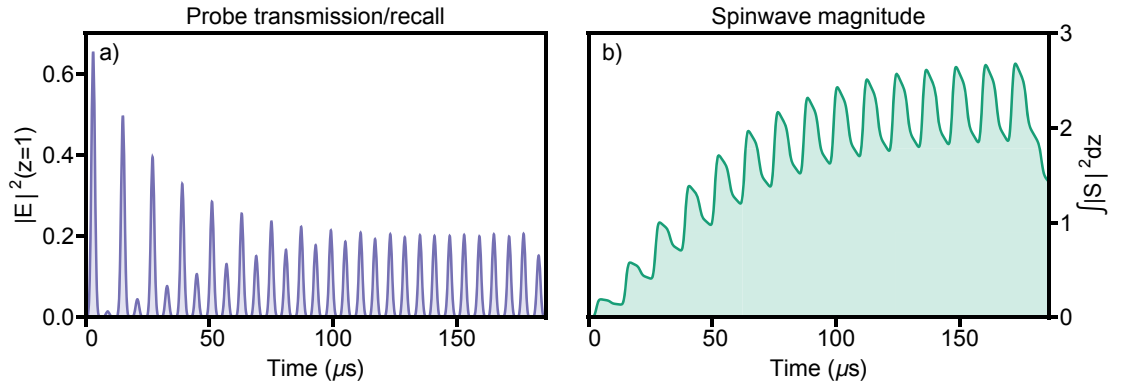 Probe transmission/recall
a)
0.6
0.4
0.2
0.0
|E|²(z=1)
0
50
100
150
Time (μs)
Spinwave magnitude
b)
3
2
1
0
∫|S|²dz
0
50
100
150
Time (μs)